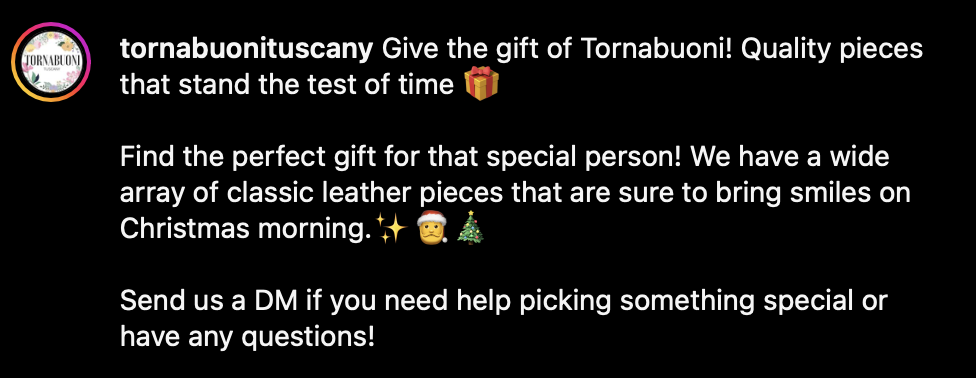 TORNABUONI
TUSCANY
tornabuonituscany Give the gift of Tornabuoni! Quality pieces
that stand the test of time 🎁
Find the perfect gift for that special person! We have a wide
array of classic leather pieces that are sure to bring smiles on
Christmas morning.✨🎅🎄
Send us a DM if you need help picking something special or
have any questions!